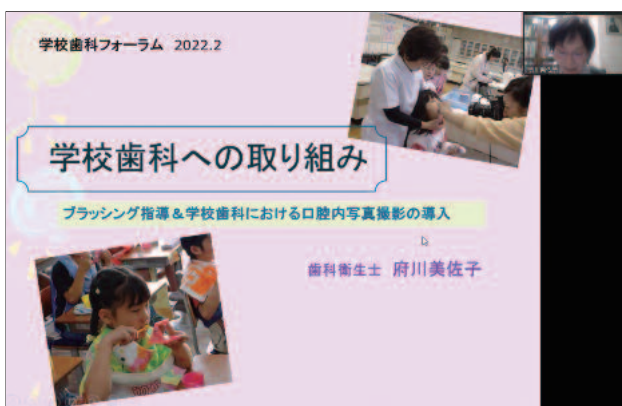 学校歯科フォーラム 2022.2
学校歯科への取り組み
ブラッシング指導&学校歯科における口腔内写真撮影の導入
歯科衛生士 府川美佐子